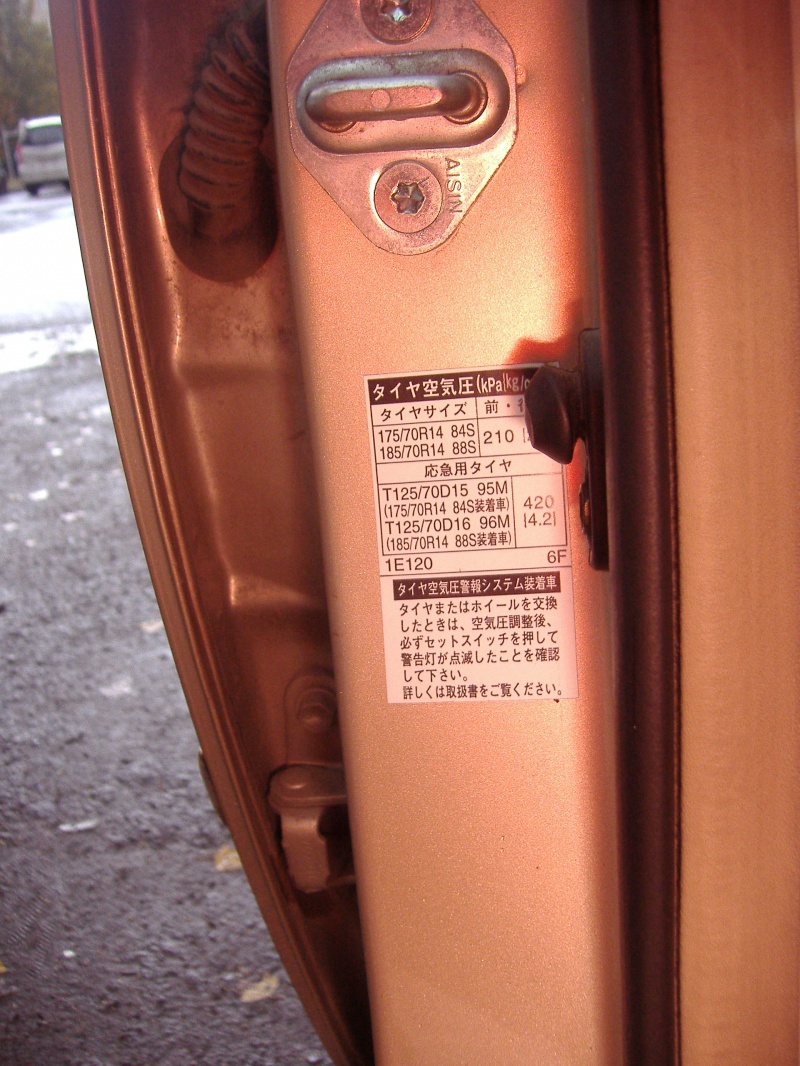 AISIN
タイヤ空気圧(kPa|kg/c
タイヤサイズ 前・
175/70R14 84S
185/70R14 88S
210
応急用タイヤ
T125/70D15 95M
(175/70R14 84S装着車)
T125/70D16 96M
(185/70R14 88S装着車)
420
|4.2|
1E120 6F
タイヤ空気圧警報システム装着車
タイヤまたはホイールを交換
したときは、空気圧調整後、
必ずセットスイッチを押して
警告灯が点滅したことを確認
して下さい。
詳しくは取扱書をご覧ください。